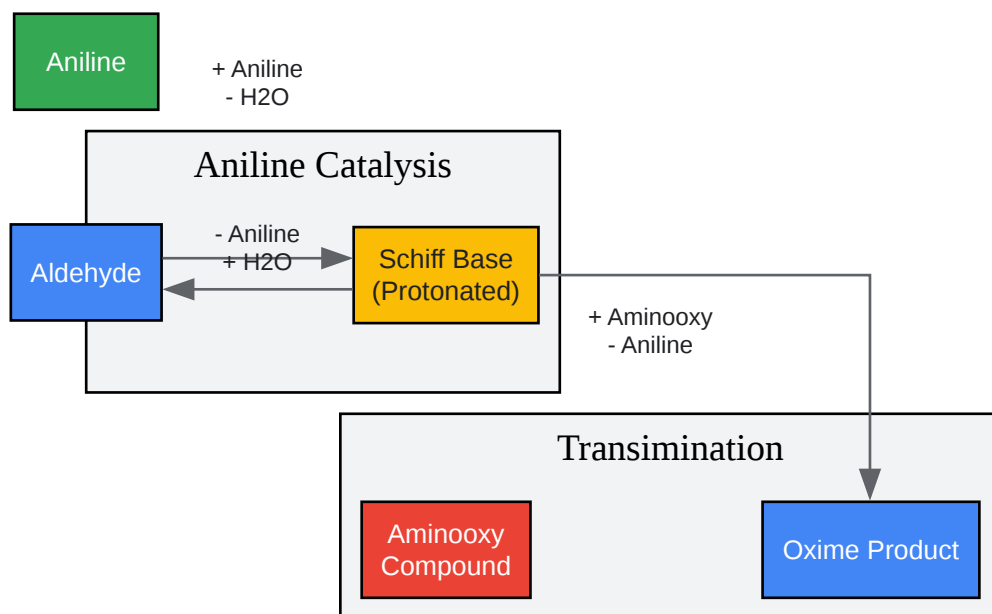 Aniline
+ Aniline
- H2O
Aniline Catalysis
Aldehyde
- Aniline
+ H2O
Schiff Base
(Protonated)
+ Aminooxy
- Aniline
Transimination
Aminooxy
Compound
Oxime Product